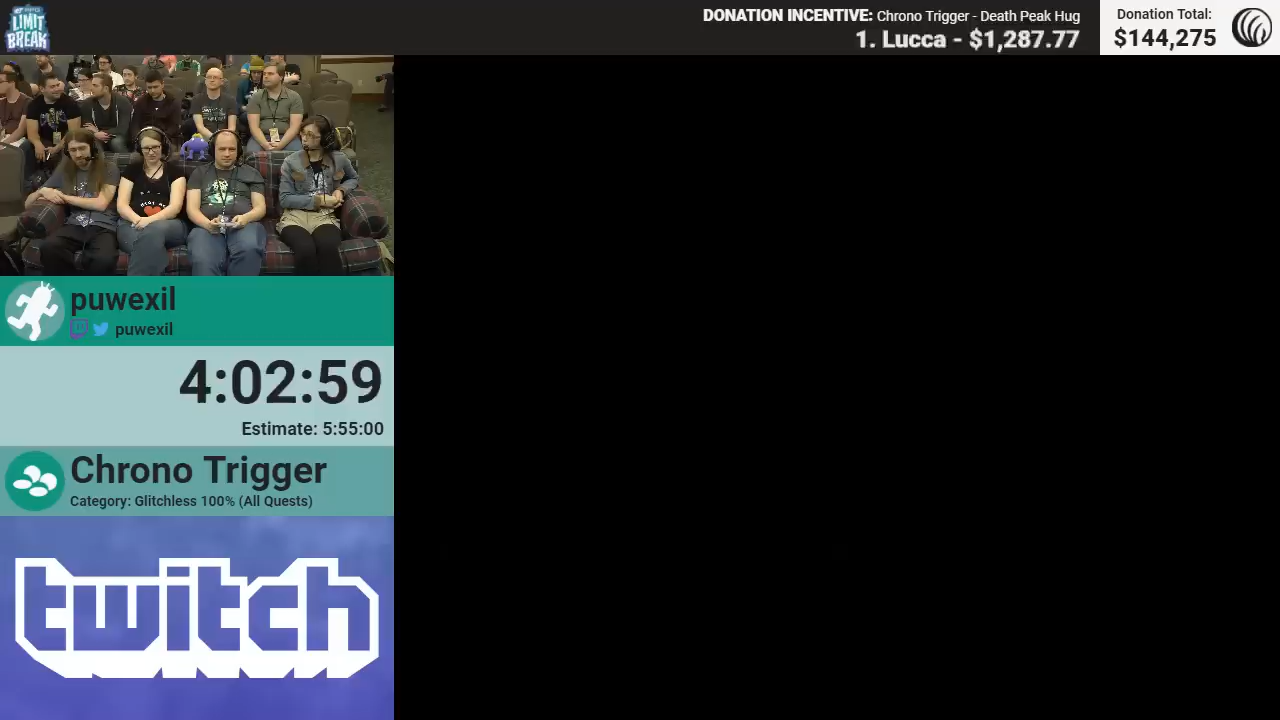 LIMIT
BREAK
DONATION INCENTIVE: Chrono Trigger - Death Peak Hug
1. Lucca - $1,287.77
Donation Total:
$144,275
puwexil
puwexil
4:02:59
Estimate: 5:55:00
Chrono Trigger
Category: Glitchless 100% (All Quests)
twitch